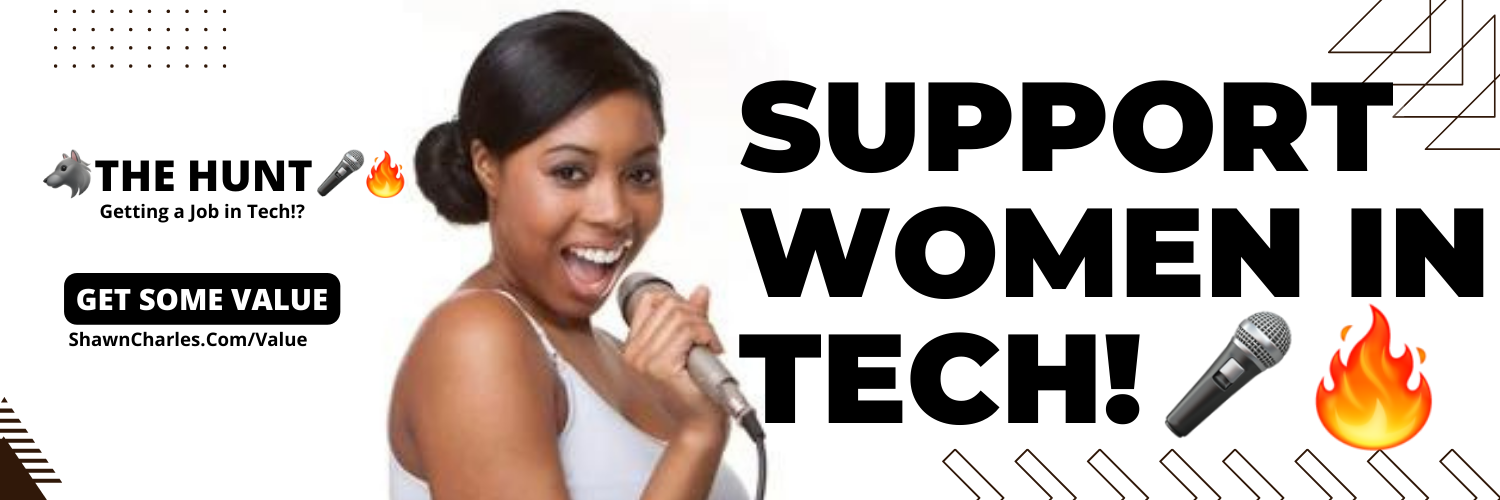 🐺THE HUNT🎤🔥
Getting a Job in Tech!?
GET SOME VALUE
ShawnCharles.Com/Value
SUPPORT
WOMEN IN
TECH!🎤🔥